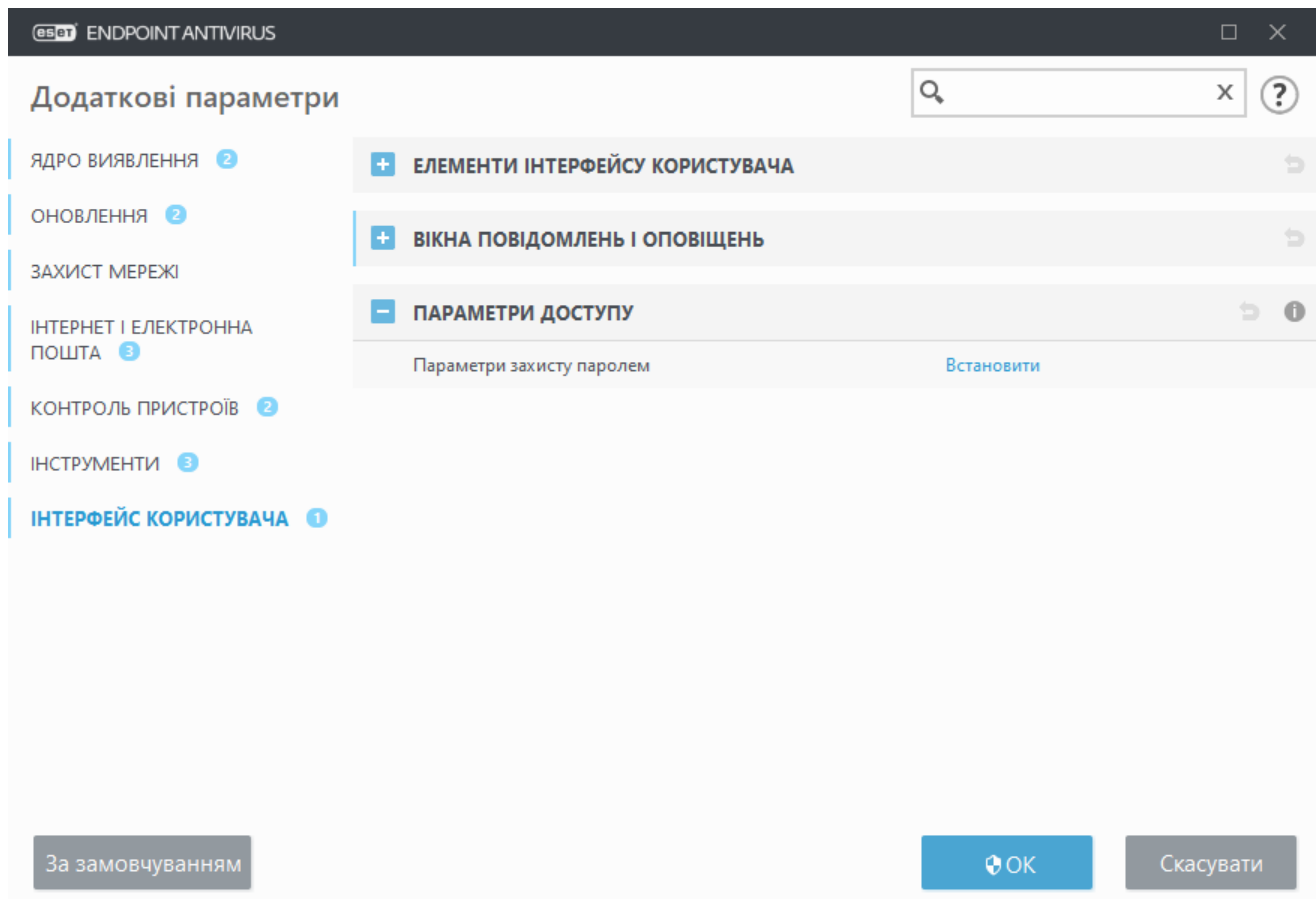 eset ENDPOINT ANTIVIRUS
Додаткові параметри
x
?
ЯДРО ВИЯВЛЕННЯ 2
ОНОВЛЕННЯ 2
ЗАХИСТ МЕРЕЖІ
ІНТЕРНЕТ І ЕЛЕКТРОННА
ПОШТА 3
КОНТРОЛЬ ПРИСТРОЇВ 2
ІНСТРУМЕНТИ 3
ІНТЕРФЕЙС КОРИСТУВАЧА 1
ЕЛЕМЕНТИ ІНТЕРФЕЙСУ КОРИСТУВАЧА
ВІКНА ПОВІДОМЛЕНЬ І ОПОВІЩЕНЬ
ПАРАМЕТРИ ДОСТУПУ
Параметри захисту паролем Встановити
За замовчуванням OK Скасувати